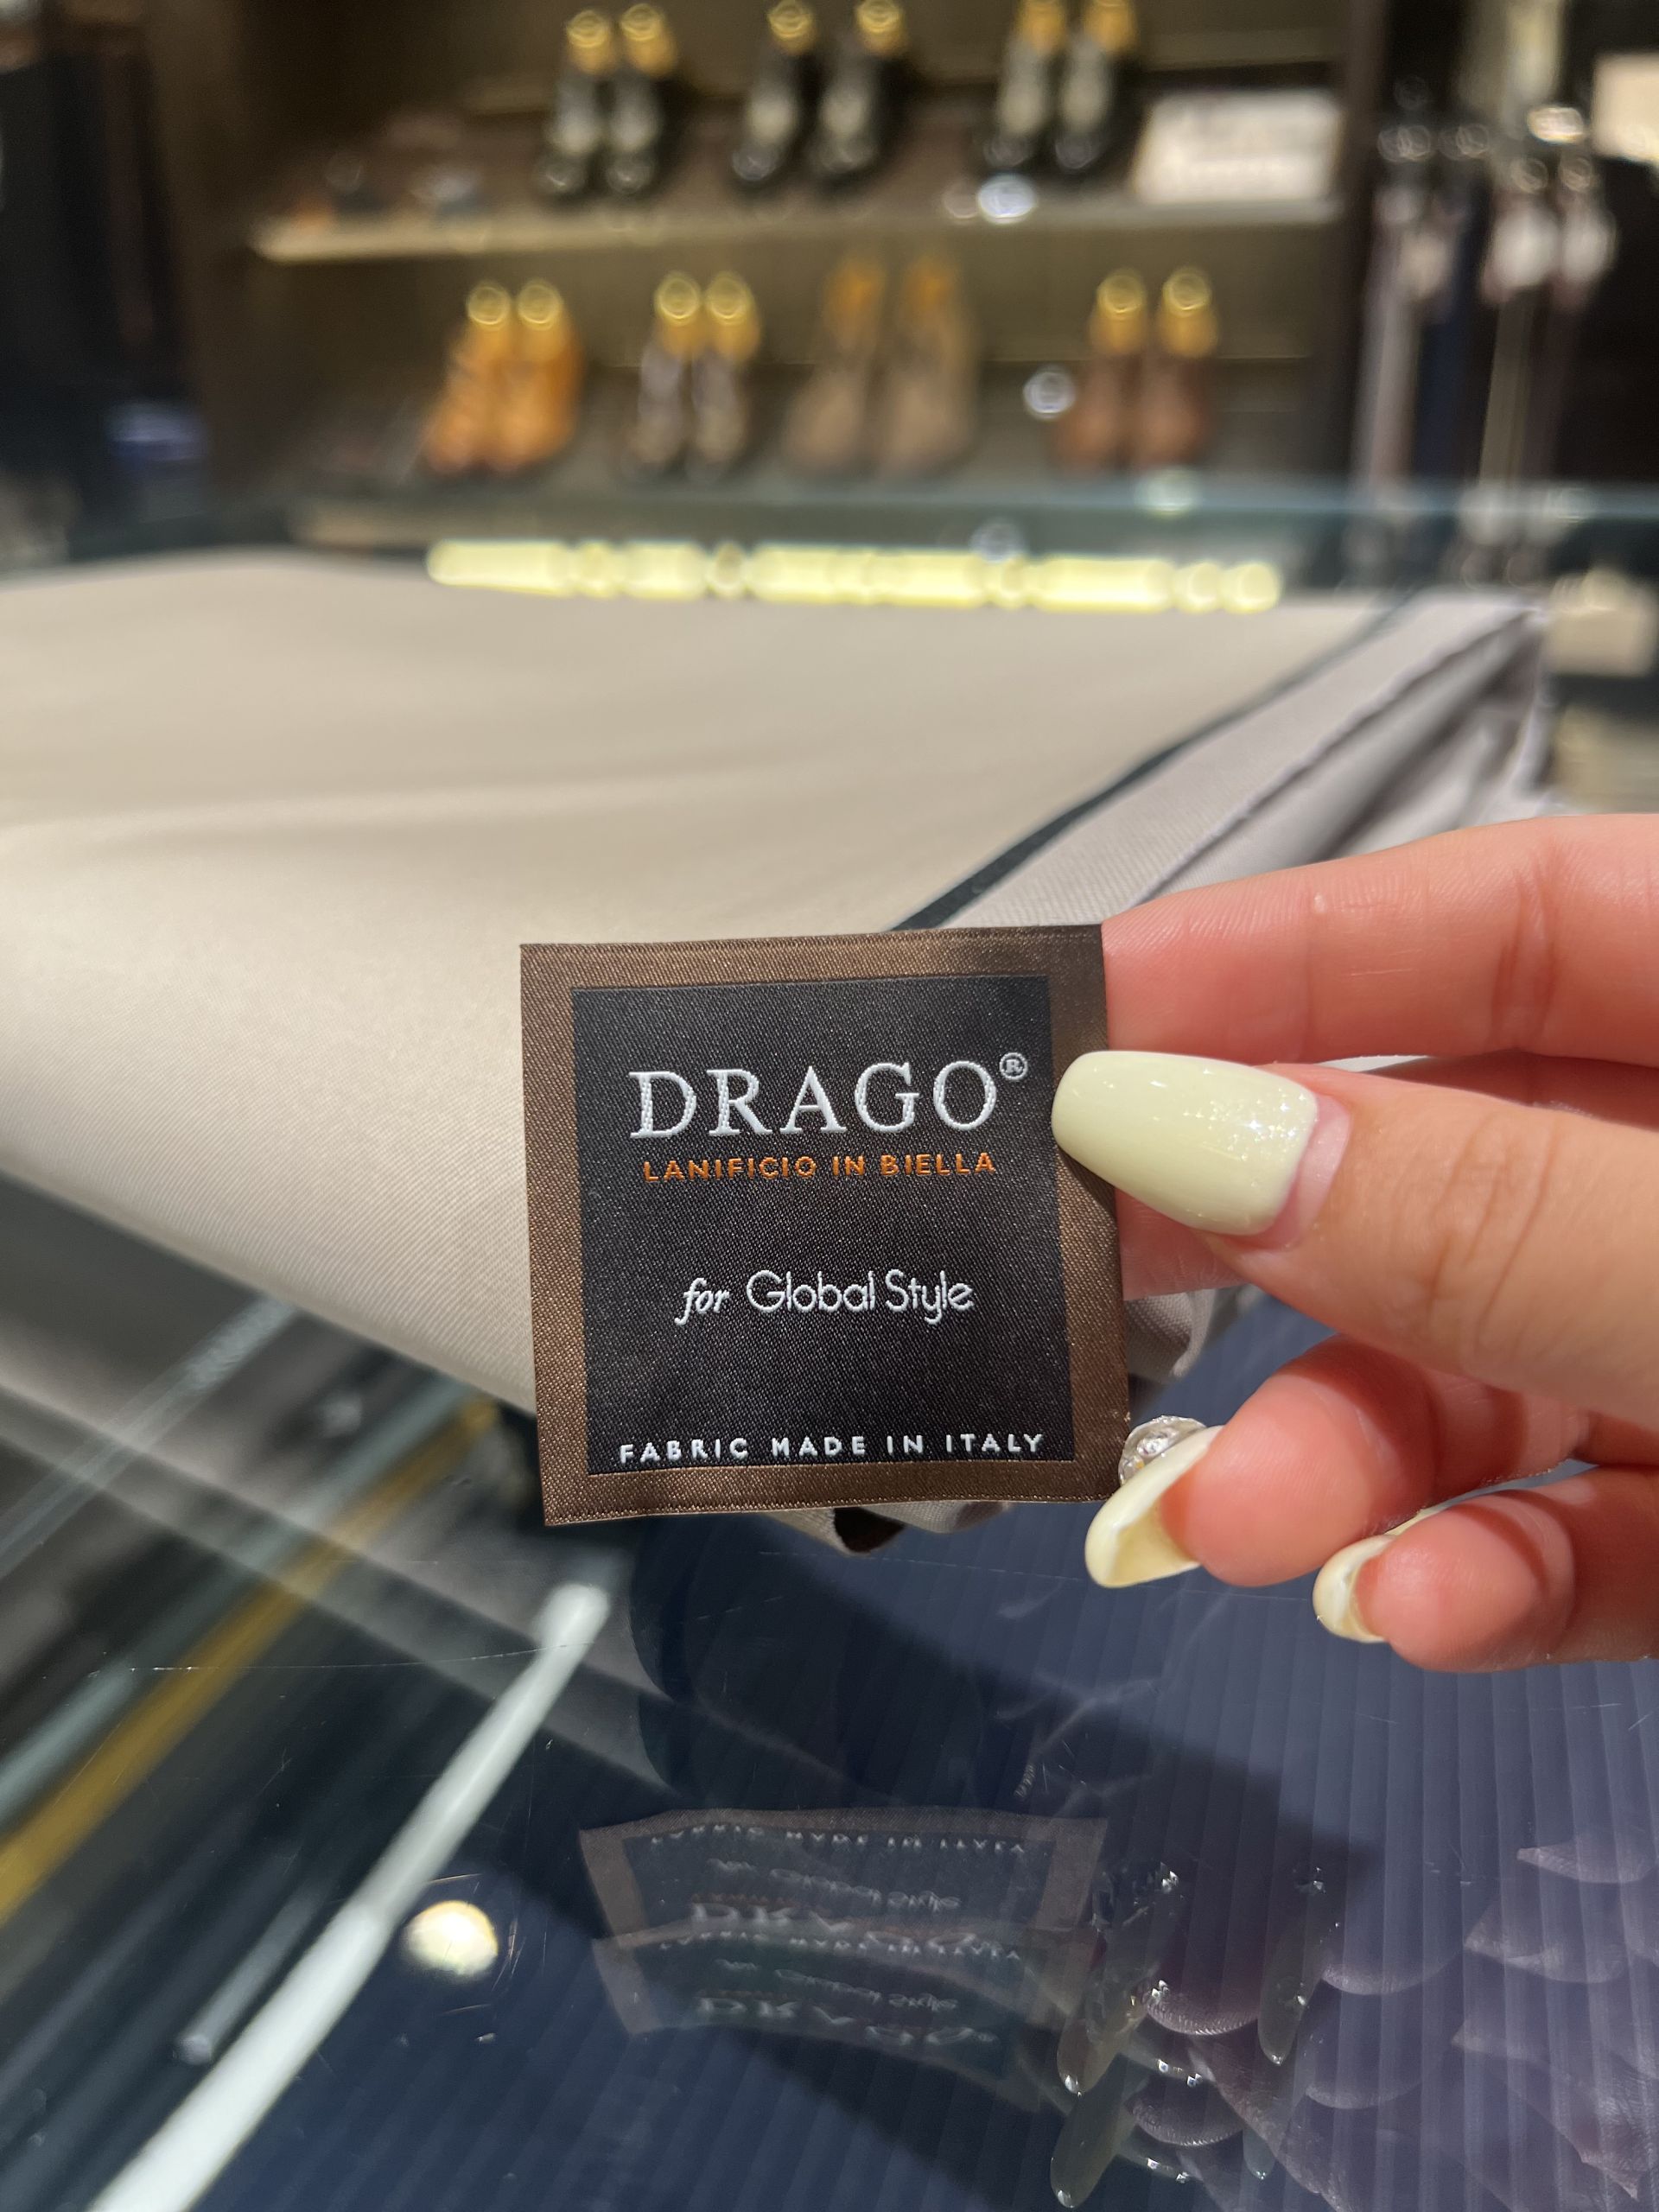 DRAGO®
LANIFICIO IN BIELLA
for Global Style
FABRIC MADE IN ITALY